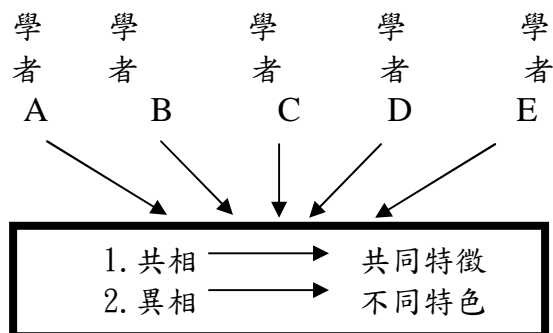 學 學 學 學 學
者 者 者 者 者
A B C D E
1.共相 共同特徵
2.異相 不同特色